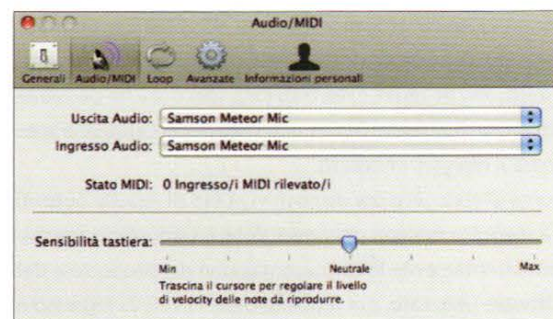 Audio/MIDI
Generali Audio/MIDI Loop Avanzate Informazioni personali
Uscita Audio: Samson Meteor Mic
Ingresso Audio: Samson Meteor Mic
Stato MIDI: 0 Ingresso/i MIDI rilevato/i
Sensibilità tastiera:
Min Neutrale Max
Trascina il cursore per regolare il livello
di velocity delle note da riprodurre.